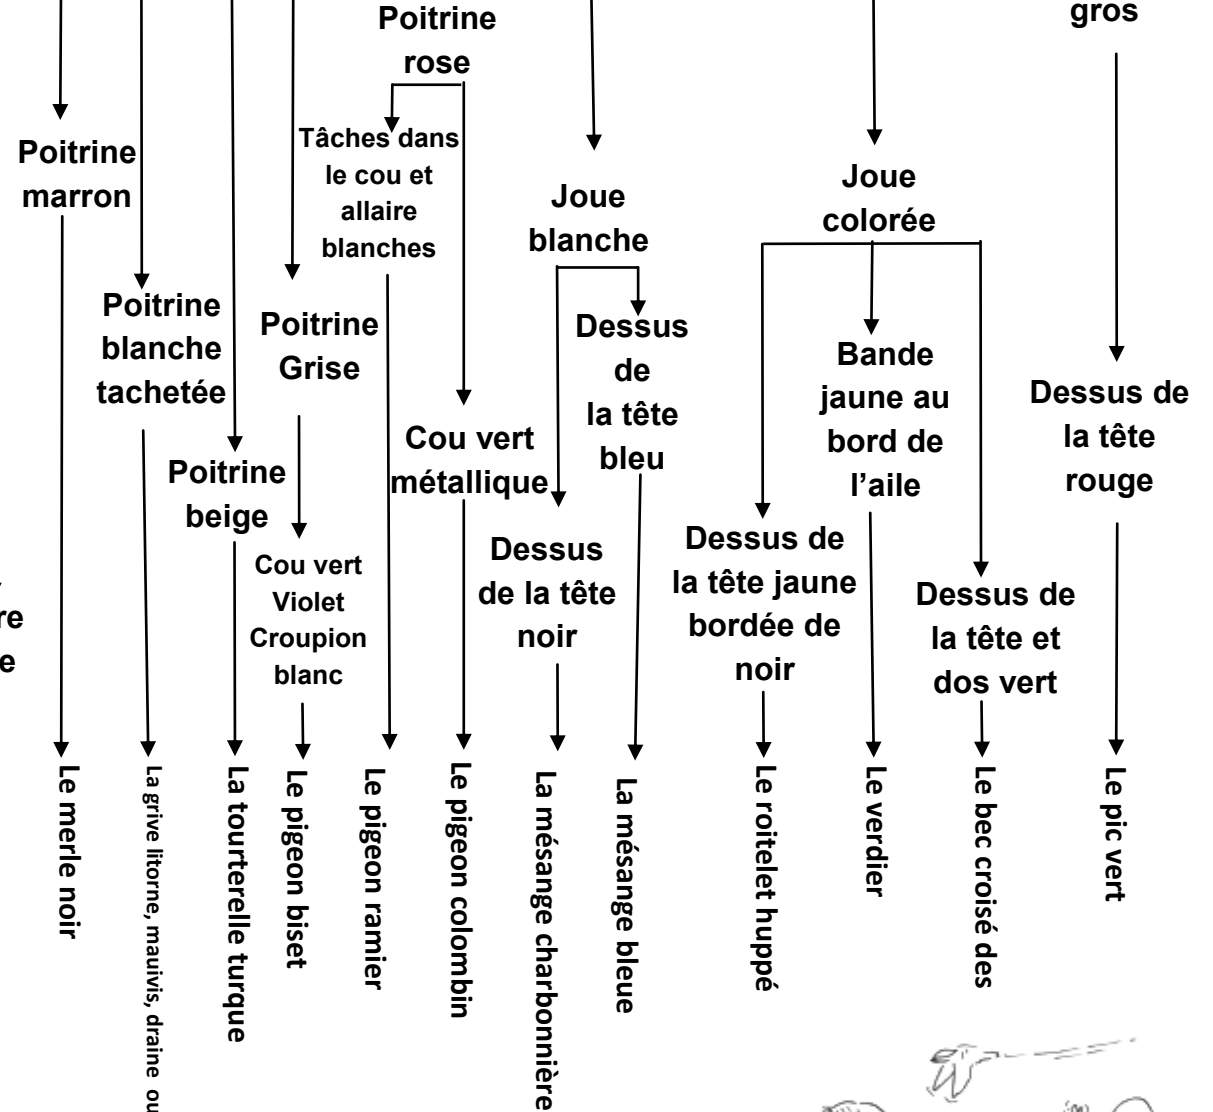 Poitrine
rose
gros
Tâches dans
le cou et
allaire
blanches
Poitrine
marron
Joue
blanche
Joue
colorée
Poitrine
blanche
tachetée
Poitrine
Grise
Dessus
de
la tête
bleu
Bande
jaune au
bord de
l’aile
Dessus de
la tête
rouge
Poitrine
beige
Cou vert
métallique
Cou vert
Violet
Croupion
blanc
Dessus
de la tête
noir
Dessus de
la tête jaune
bordée de
noir
Dessus de
la tête et
dos vert
re
e
Le merle noir
La grive litorne, mauivis, draine ou
La tourterelle turque
Le pigeon biset
Le pigeon ramier
Le pigeon colombin
La mésange charbonnière
La mésange bleue
Le roitelet huppé
Le verdier
Le bec croisé des
Le pic vert